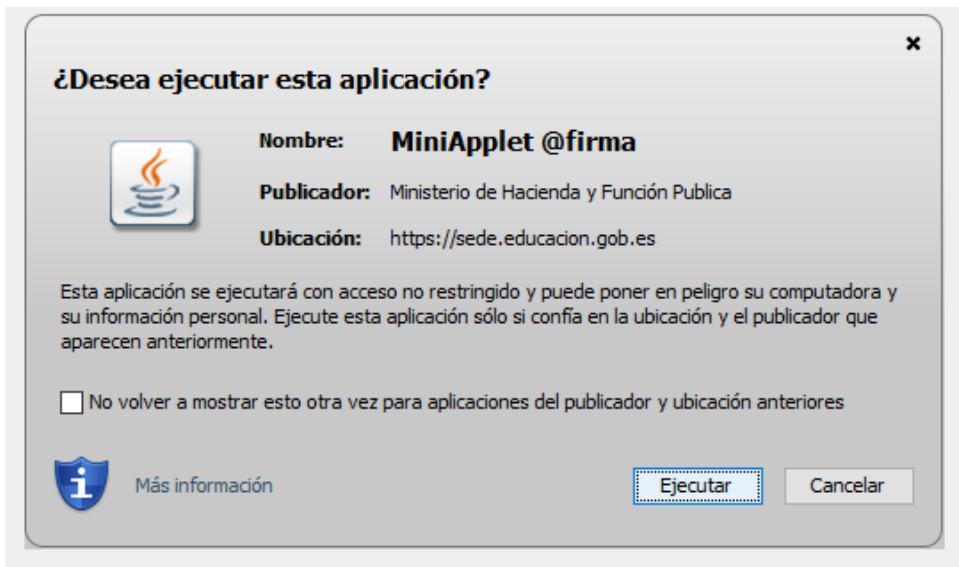 ¿Desea ejecutar esta aplicación?
Nombre: MiniApplet @firma
Publicador: Ministerio de Hacienda y Función Publica
Ubicación: https://sede.educacion.gob.es
Esta aplicación se ejecutará con acceso no restringido y puede poner en peligro su computadora y
su información personal. Ejecute esta aplicación sólo si confía en la ubicación y el publicador que
aparecen anteriormente.
No volver a mostrar esto otra vez para aplicaciones del publicador y ubicación anteriores
Más información
Ejecutar
Cancelar